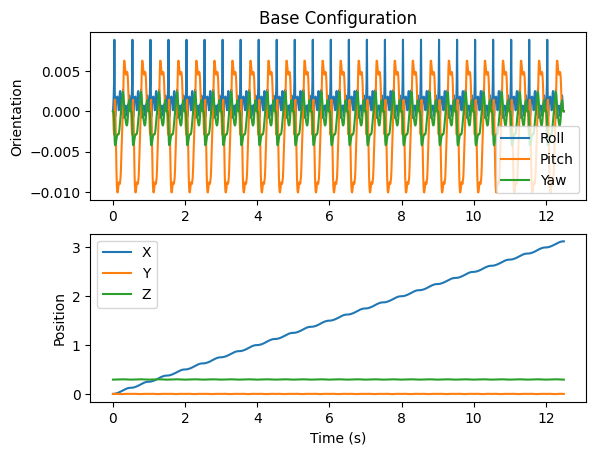 Base Configuration
Orientation
0.005
0.000
−0.005
−0.010
Roll
Pitch
Yaw
0 2 4 6 8 10 12
Position
3
2
1
0
X
Y
Z
0 2 4 6 8 10 12
Time (s)